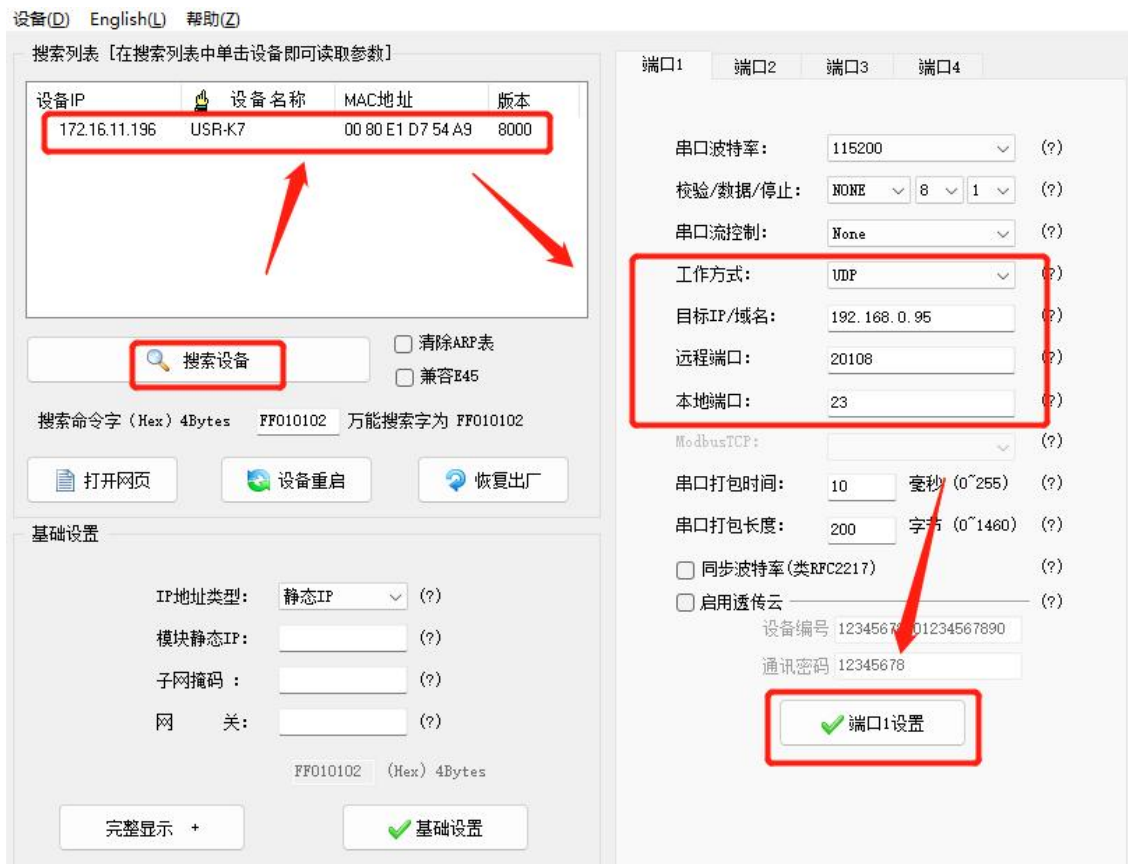 设备(D) English(L) 帮助(Z)
搜索列表 [在搜索列表中单击设备即可读取参数]
设备IP 设备名称 MAC地址 版本
172.16.11.196 USR-K7 00 80 E1 D7 54 A9 8000
搜索设备
清除ARP表
兼容E45
搜索命令字 (Hex) 4Bytes FF010102 万能搜索字为 FF010102
打开网页 设备重启 恢复出厂
基础设置
IP地址类型: 静态IP (?)
模块静态IP: (?)
子网掩码 : (?)
网 关: (?)
FF010102 (Hex) 4Bytes
完整显示 + 基础设置
端口1 端口2 端口3 端口4
串口波特率: 115200 (?)
校验/数据/停止: NONE 8 1 (?)
串口流控制: None (?)
工作方式: UDP (?)
目标IP/域名: 192.168.0.95 (?)
远程端口: 20108 (?)
本地端口: 23 (?)
ModbusTCP: (?)
串口打包时间: 10 毫秒 (0~255) (?)
串口打包长度: 200 字节 (0~1460) (?)
同步波特率(类RFC2217) (?)
启用透传云 (?)
设备编号 12345678901234567890
通讯密码 12345678
端口1设置